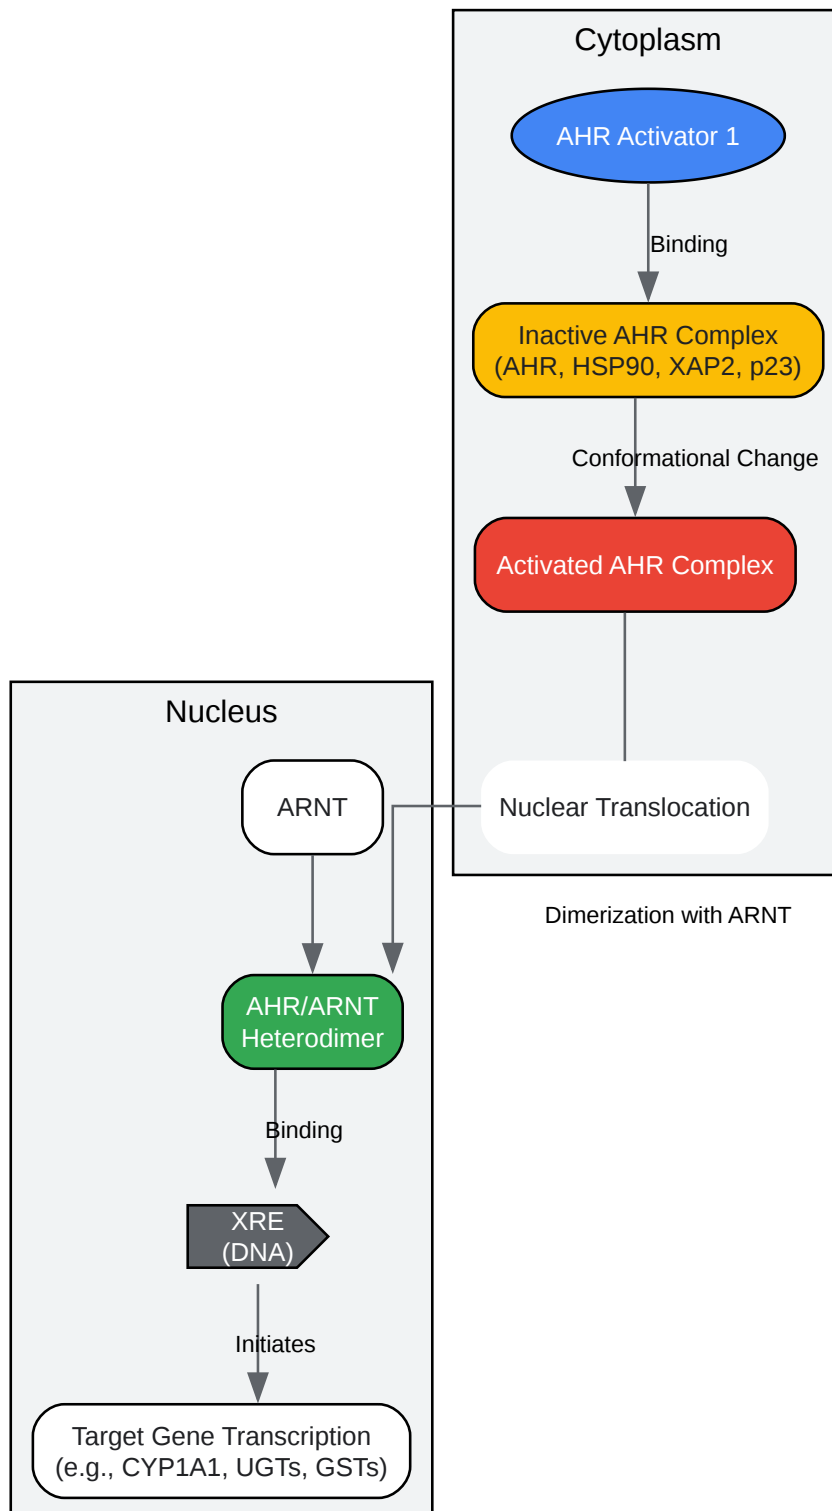 Cytoplasm
AHR Activator 1
Binding
Inactive AHR Complex
(AHR, HSP90, XAP2, p23)
Conformational Change
Activated AHR Complex
Nuclear Translocation
Dimerization with ARNT
Nucleus
ARNT
AHR/ARNT
Heterodimer
Binding
XRE
(DNA)
Initiates
Target Gene Transcription
(e.g., CYP1A1, UGTs, GSTs)